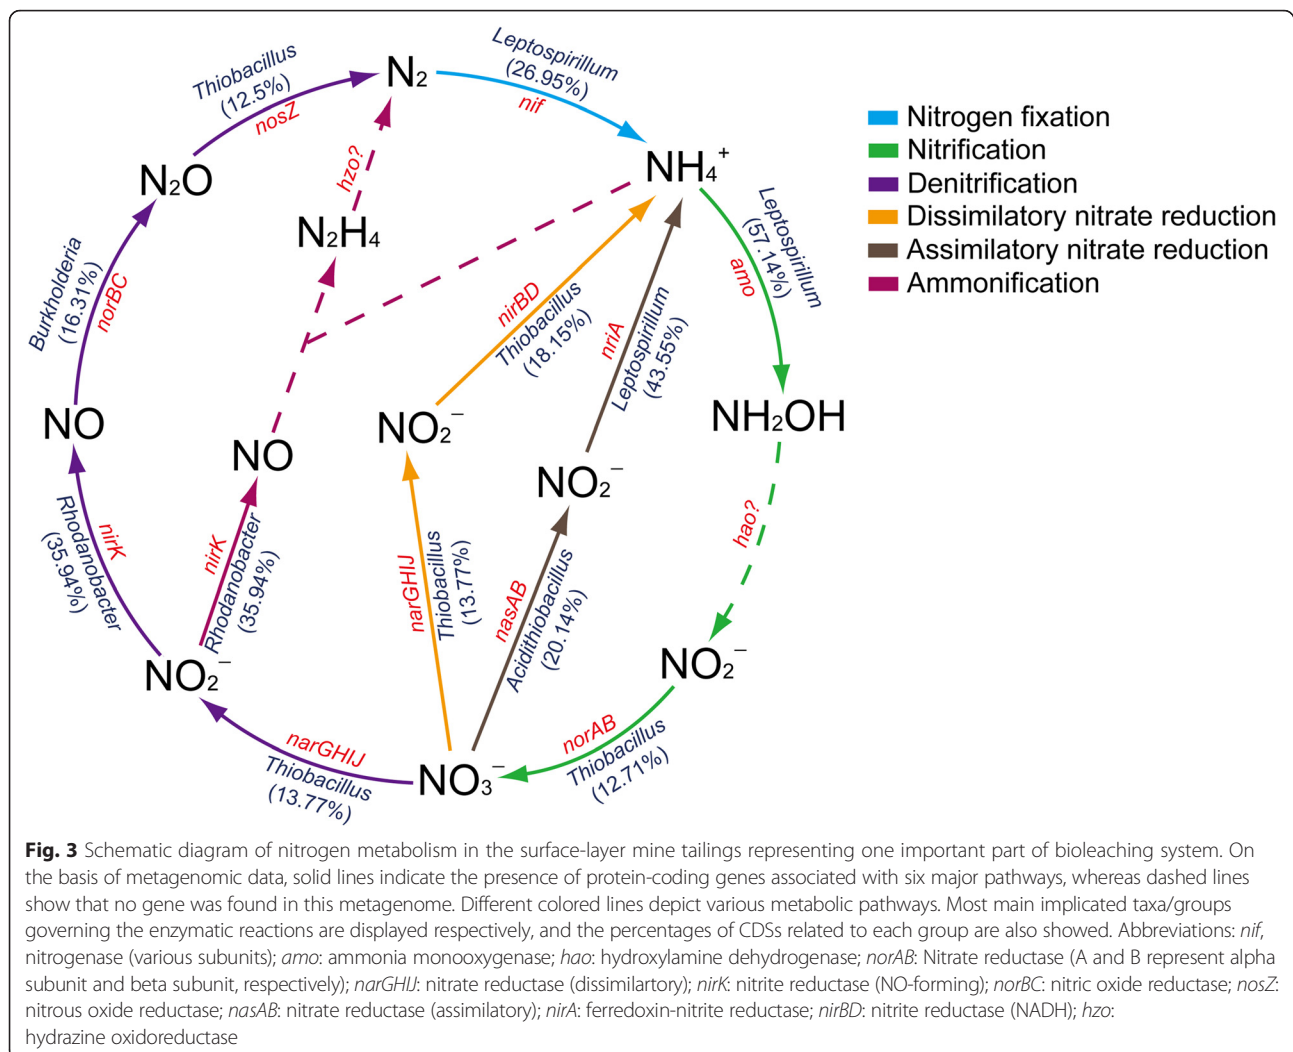 Leptospirillum
(26.95%)
nif
Thiobacillus
(12.5%)
nosZ
N2
NH4+
N2O
hzo?
N2H4
Leptospirillum
(57.14%)
amo
Burkholderia
(16.31%)
norBC
nirBD
Thiobacillus
(18.15%)
nriA
Leptospirillum
(43.55%)
NO
NO
NO2−
NO2−
NH2OH
hao?
nirK
Rhodanobacter
(35.94%)
nirK
Rhodanobacter
(35.94%)
narGHIJ
Thiobacillus
(13.77%)
nasAB
Acidithiobacillus
(20.14%)
NO2−
NO2−
narGHIJ
Thiobacillus
(13.77%)
NO3−
norAB
Thiobacillus
(12.71%)
Nitrogen fixation
Nitrification
Denitrification
Dissimilatory nitrate reduction
Assimilatory nitrate reduction
Ammonification
Fig. 3 Schematic diagram of nitrogen metabolism in the surface-layer mine tailings representing one important part of bioleaching system. On
the basis of metagenomic data, solid lines indicate the presence of protein-coding genes associated with six major pathways, whereas dashed lines
show that no gene was found in this metagenome. Different colored lines depict various metabolic pathways. Most main implicated taxa/groups
governing the enzymatic reactions are displayed respectively, and the percentages of CDSs related to each group are also showed. Abbreviations: nif,
nitrogenase (various subunits); amo: ammonia monooxygenase; hao: hydroxylamine dehydrogenase; norAB: Nitrate reductase (A and B represent alpha
subunit and beta subunit, respectively); narGHIJ: nitrate reductase (dissimilartory); nirK: nitrite reductase (NO-forming); norBC: nitric oxide reductase; nosZ:
nitrous oxide reductase; nasAB: nitrate reductase (assimilatory); nirA: ferredoxin-nitrite reductase; nirBD: nitrite reductase (NADH); hzo:
hydrazine oxidoreductase